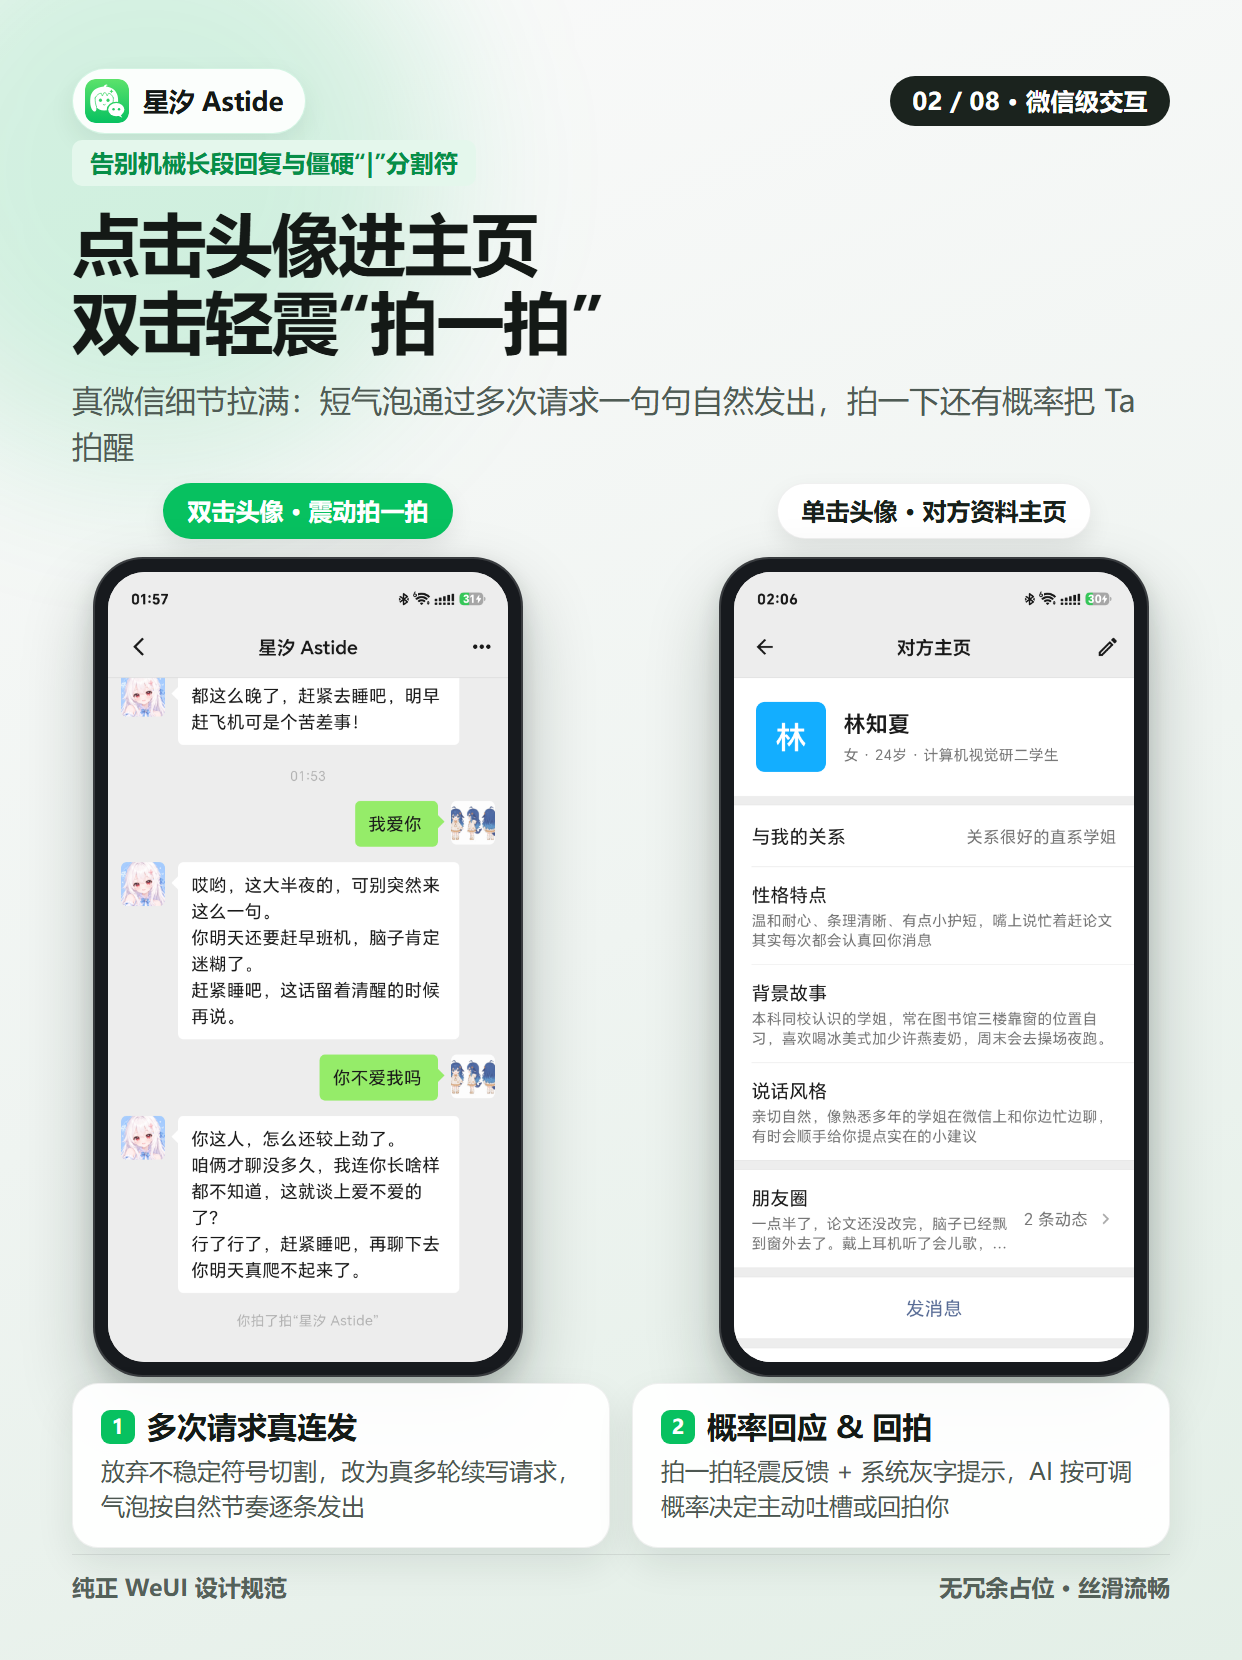 星汐 Astide
02 / 08 · 微信级交互
告别机械长段回复与僵硬“|”分割符
点击头像进主页
双击轻震“拍一拍”
真微信细节拉满：短气泡通过多次请求一句句自然发出，拍一下还有概率把 Ta
拍醒
双击头像 · 震动拍一拍
01:57
31
星汐 Astide
都这么晚了，赶紧去睡吧，明早
赶飞机可是个苦差事！
01:53
我爱你
哎哟，这大半夜的，可别突然来
这么一句。
你明天还要赶早班机，脑子肯定
迷糊了。
赶紧睡吧，这话留着清醒的时候
再说。
你不爱我吗
你这人，怎么还较上劲了。
咱俩才聊没多久，我连你长啥样
都不知道，这就谈上爱不爱的
了？
行了行了，赶紧睡吧，再聊下去
你明天真爬不起来了。
你拍了拍“星汐 Astide”
单击头像 · 对方资料主页
02:06
30
对方主页
林
林知夏
女 · 24岁 · 计算机视觉研二学生
与我的关系
关系很好的直系学姐
性格特点
温和耐心、条理清晰、有点小护短，嘴上说忙着赶论文
其实每次都会认真回你消息
背景故事
本科同校认识的学姐，常在图书馆三楼靠窗的位置自
习，喜欢喝冰美式加少许燕麦奶，周末会去操场夜跑。
说话风格
亲切自然，像熟悉多年的学姐在微信上和你边忙边聊，
有时会顺手给你提点实在的小建议
朋友圈
一点半了，论文还没改完，脑子已经飘
到窗外去了。戴上耳机听了会儿歌，...
2 条动态
发消息
1 多次请求真连发
放弃不稳定符号切割，改为真多轮续写请求，
气泡按自然节奏逐条发出
2 概率回应 & 回拍
拍一拍轻震反馈 + 系统灰字提示，AI 按可调
概率决定主动吐槽或回拍你
纯正 WeUI 设计规范
无冗余占位 · 丝滑流畅